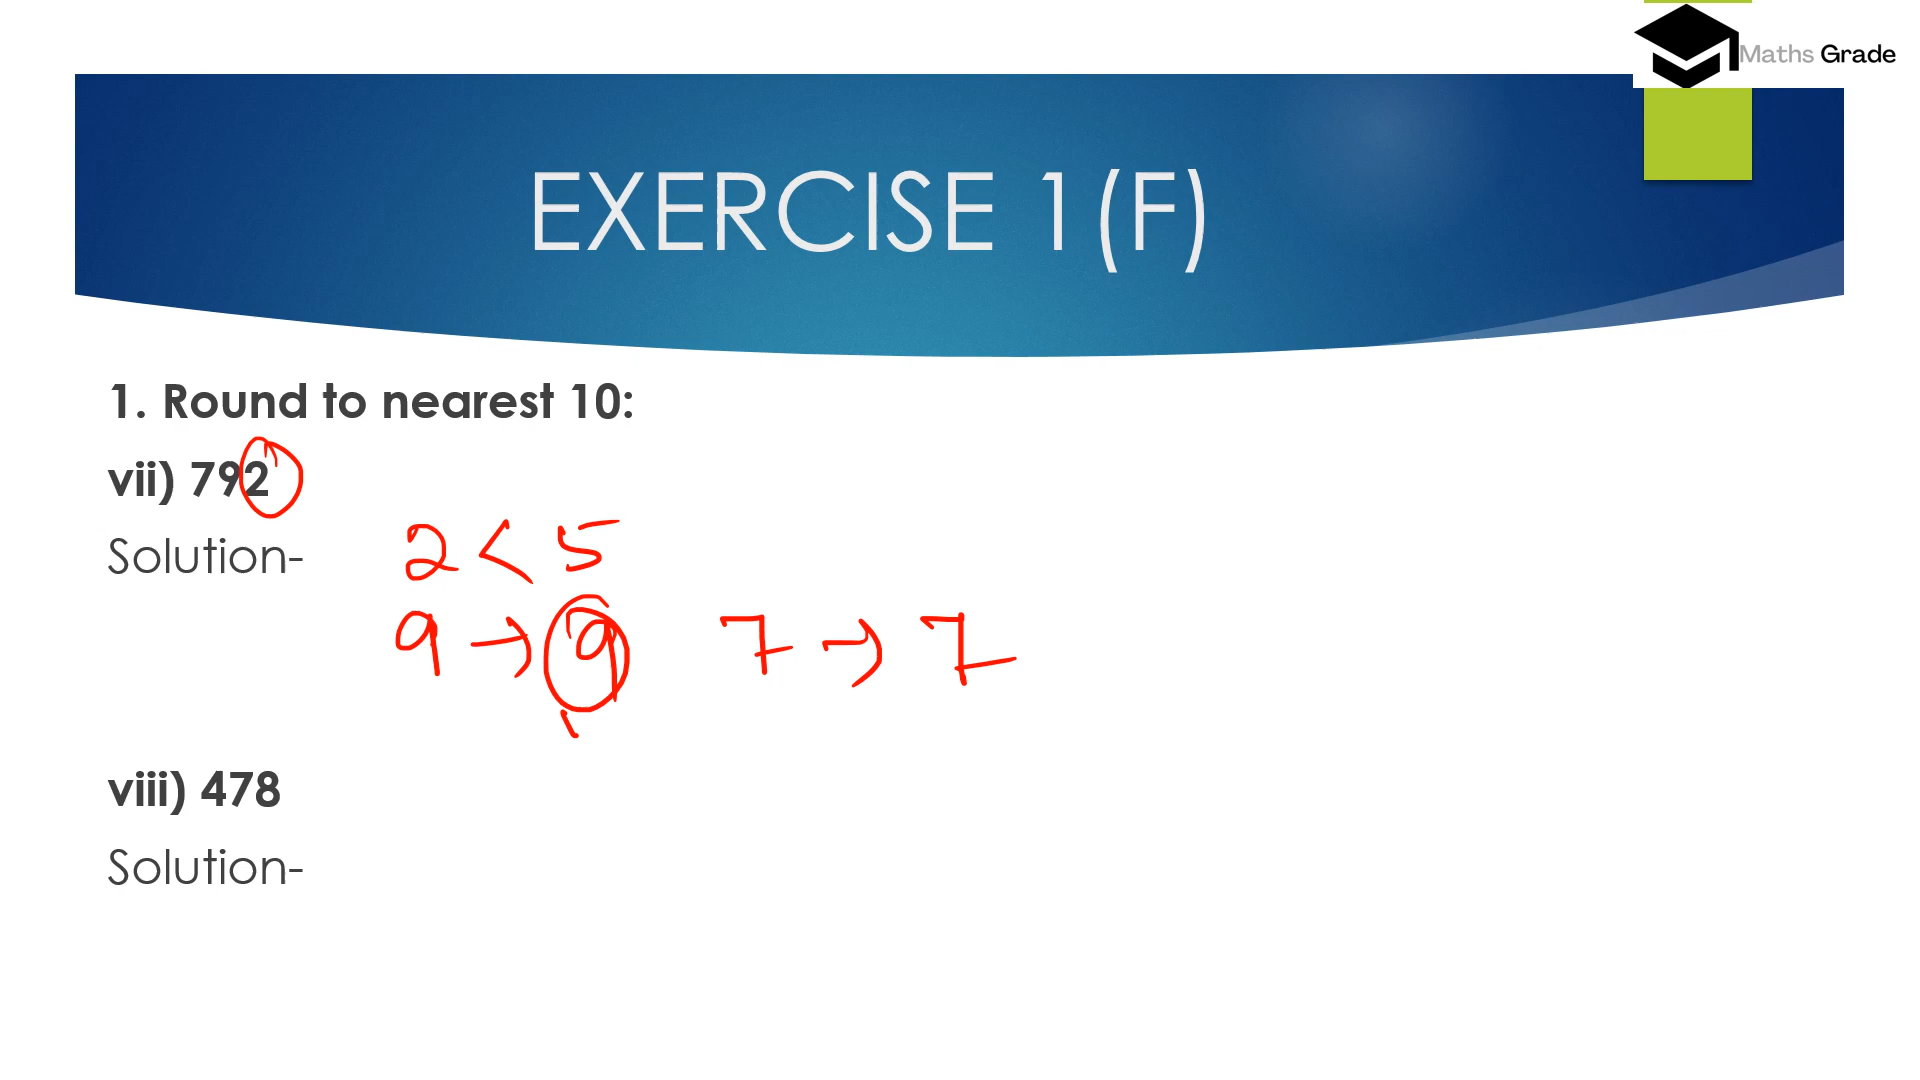 Maths Grade
EXERCISE 1(F)
1. Round to nearest 10:
vii) 792
Solution- 2 < 5
9 → 9 7 → 7
viii) 478
Solution-